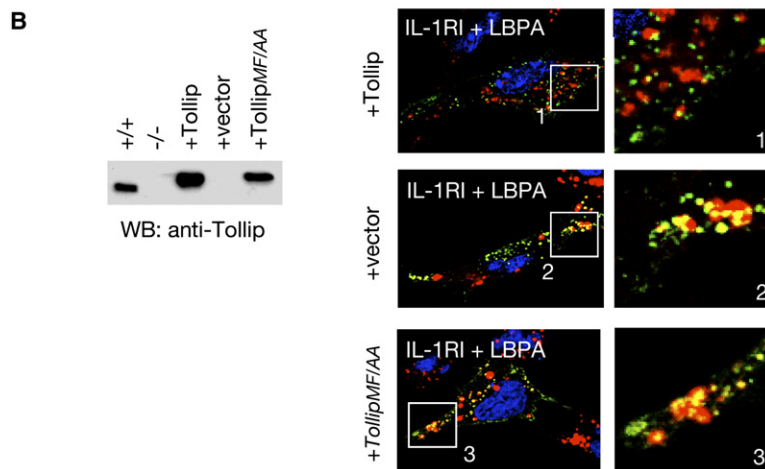 B
+/+
-/-
+Tollip
+vector
+TollipMF/AA
WB: anti-Tollip
+Tollip
IL-1RI + LBPA
1
1
+vector
IL-1RI + LBPA
2
2
+TollipMF/AA
IL-1RI + LBPA
3
3